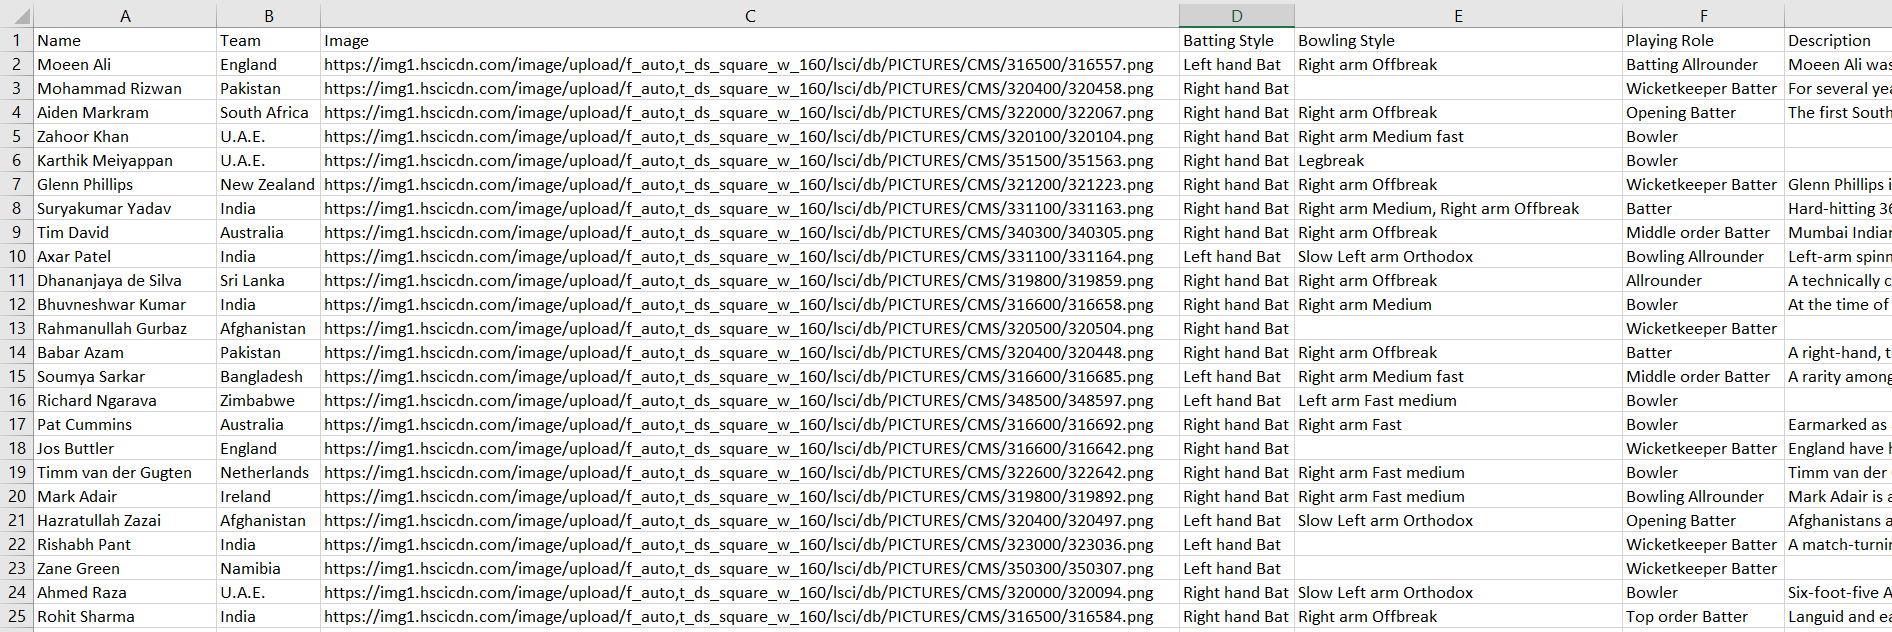 A B C D E F
1 Name Team Image Batting Style Bowling Style Playing Role Description
2 Moeen Ali England https://img1.hscicdn.com/image/upload/f_auto,t_ds_square_w_160/lsci/db/PICTURES/CMS/316500/316557.png Left hand Bat Right arm Offbreak Batting Allrounder Moeen Ali was
3 Mohammad Rizwan Pakistan https://img1.hscicdn.com/image/upload/f_auto,t_ds_square_w_160/lsci/db/PICTURES/CMS/320400/320458.png Right hand Bat Wicketkeeper Batter For several yea
4 Aiden Markram South Africa https://img1.hscicdn.com/image/upload/f_auto,t_ds_square_w_160/lsci/db/PICTURES/CMS/322000/322067.png Right hand Bat Right arm Offbreak Opening Batter The first South
5 Zahoor Khan U.A.E. https://img1.hscicdn.com/image/upload/f_auto,t_ds_square_w_160/lsci/db/PICTURES/CMS/320100/320104.png Right hand Bat Right arm Medium fast Bowler
6 Karthik Meiyappan U.A.E. https://img1.hscicdn.com/image/upload/f_auto,t_ds_square_w_160/lsci/db/PICTURES/CMS/351500/351563.png Right hand Bat Legbreak Bowler
7 Glenn Phillips New Zealand https://img1.hscicdn.com/image/upload/f_auto,t_ds_square_w_160/lsci/db/PICTURES/CMS/321200/321223.png Right hand Bat Right arm Offbreak Wicketkeeper Batter Glenn Phillips i
8 Suryakumar Yadav India https://img1.hscicdn.com/image/upload/f_auto,t_ds_square_w_160/lsci/db/PICTURES/CMS/331100/331163.png Right hand Bat Right arm Medium, Right arm Offbreak Batter Hard-hitting 36
9 Tim David Australia https://img1.hscicdn.com/image/upload/f_auto,t_ds_square_w_160/lsci/db/PICTURES/CMS/340300/340305.png Right hand Bat Right arm Offbreak Middle order Batter Mumbai Indian
10 Axar Patel India https://img1.hscicdn.com/image/upload/f_auto,t_ds_square_w_160/lsci/db/PICTURES/CMS/331100/331164.png Left hand Bat Slow Left arm Orthodox Bowling Allrounder Left-arm spinn
11 Dhananjaya de Silva Sri Lanka https://img1.hscicdn.com/image/upload/f_auto,t_ds_square_w_160/lsci/db/PICTURES/CMS/319800/319859.png Right hand Bat Right arm Offbreak Allrounder A technically c
12 Bhuvneshwar Kumar India https://img1.hscicdn.com/image/upload/f_auto,t_ds_square_w_160/lsci/db/PICTURES/CMS/316600/316658.png Right hand Bat Right arm Medium Bowler At the time of
13 Rahmanullah Gurbaz Afghanistan https://img1.hscicdn.com/image/upload/f_auto,t_ds_square_w_160/lsci/db/PICTURES/CMS/320500/320504.png Right hand Bat Wicketkeeper Batter
14 Babar Azam Pakistan https://img1.hscicdn.com/image/upload/f_auto,t_ds_square_w_160/lsci/db/PICTURES/CMS/320400/320448.png Right hand Bat Right arm Offbreak Batter A right-hand, t
15 Soumya Sarkar Bangladesh https://img1.hscicdn.com/image/upload/f_auto,t_ds_square_w_160/lsci/db/PICTURES/CMS/316600/316685.png Left hand Bat Right arm Medium fast Middle order Batter A rarity among
16 Richard Ngarava Zimbabwe https://img1.hscicdn.com/image/upload/f_auto,t_ds_square_w_160/lsci/db/PICTURES/CMS/348500/348597.png Left hand Bat Left arm Fast medium Bowler
17 Pat Cummins Australia https://img1.hscicdn.com/image/upload/f_auto,t_ds_square_w_160/lsci/db/PICTURES/CMS/316600/316692.png Right hand Bat Right arm Fast Bowler Earmarked as
18 Jos Buttler England https://img1.hscicdn.com/image/upload/f_auto,t_ds_square_w_160/lsci/db/PICTURES/CMS/316600/316642.png Right hand Bat Wicketkeeper Batter England have h
19 Timm van der Gugten Netherlands https://img1.hscicdn.com/image/upload/f_auto,t_ds_square_w_160/lsci/db/PICTURES/CMS/322600/322642.png Right hand Bat Right arm Fast medium Bowler Timm van der
20 Mark Adair Ireland https://img1.hscicdn.com/image/upload/f_auto,t_ds_square_w_160/lsci/db/PICTURES/CMS/319800/319892.png Right hand Bat Right arm Fast medium Bowling Allrounder Mark Adair is a
21 Hazratullah Zazai Afghanistan https://img1.hscicdn.com/image/upload/f_auto,t_ds_square_w_160/lsci/db/PICTURES/CMS/320400/320497.png Left hand Bat Slow Left arm Orthodox Opening Batter Afghanistans a
22 Rishabh Pant India https://img1.hscicdn.com/image/upload/f_auto,t_ds_square_w_160/lsci/db/PICTURES/CMS/323000/323036.png Left hand Bat Wicketkeeper Batter A match-turnin
23 Zane Green Namibia https://img1.hscicdn.com/image/upload/f_auto,t_ds_square_w_160/lsci/db/PICTURES/CMS/350300/350307.png Left hand Bat Wicketkeeper Batter
24 Ahmed Raza U.A.E. https://img1.hscicdn.com/image/upload/f_auto,t_ds_square_w_160/lsci/db/PICTURES/CMS/320000/320094.png Right hand Bat Slow Left arm Orthodox Bowler Six-foot-five A
25 Rohit Sharma India https://img1.hscicdn.com/image/upload/f_auto,t_ds_square_w_160/lsci/db/PICTURES/CMS/316500/316584.png Right hand Bat Right arm Offbreak Top order Batter Languid and ea